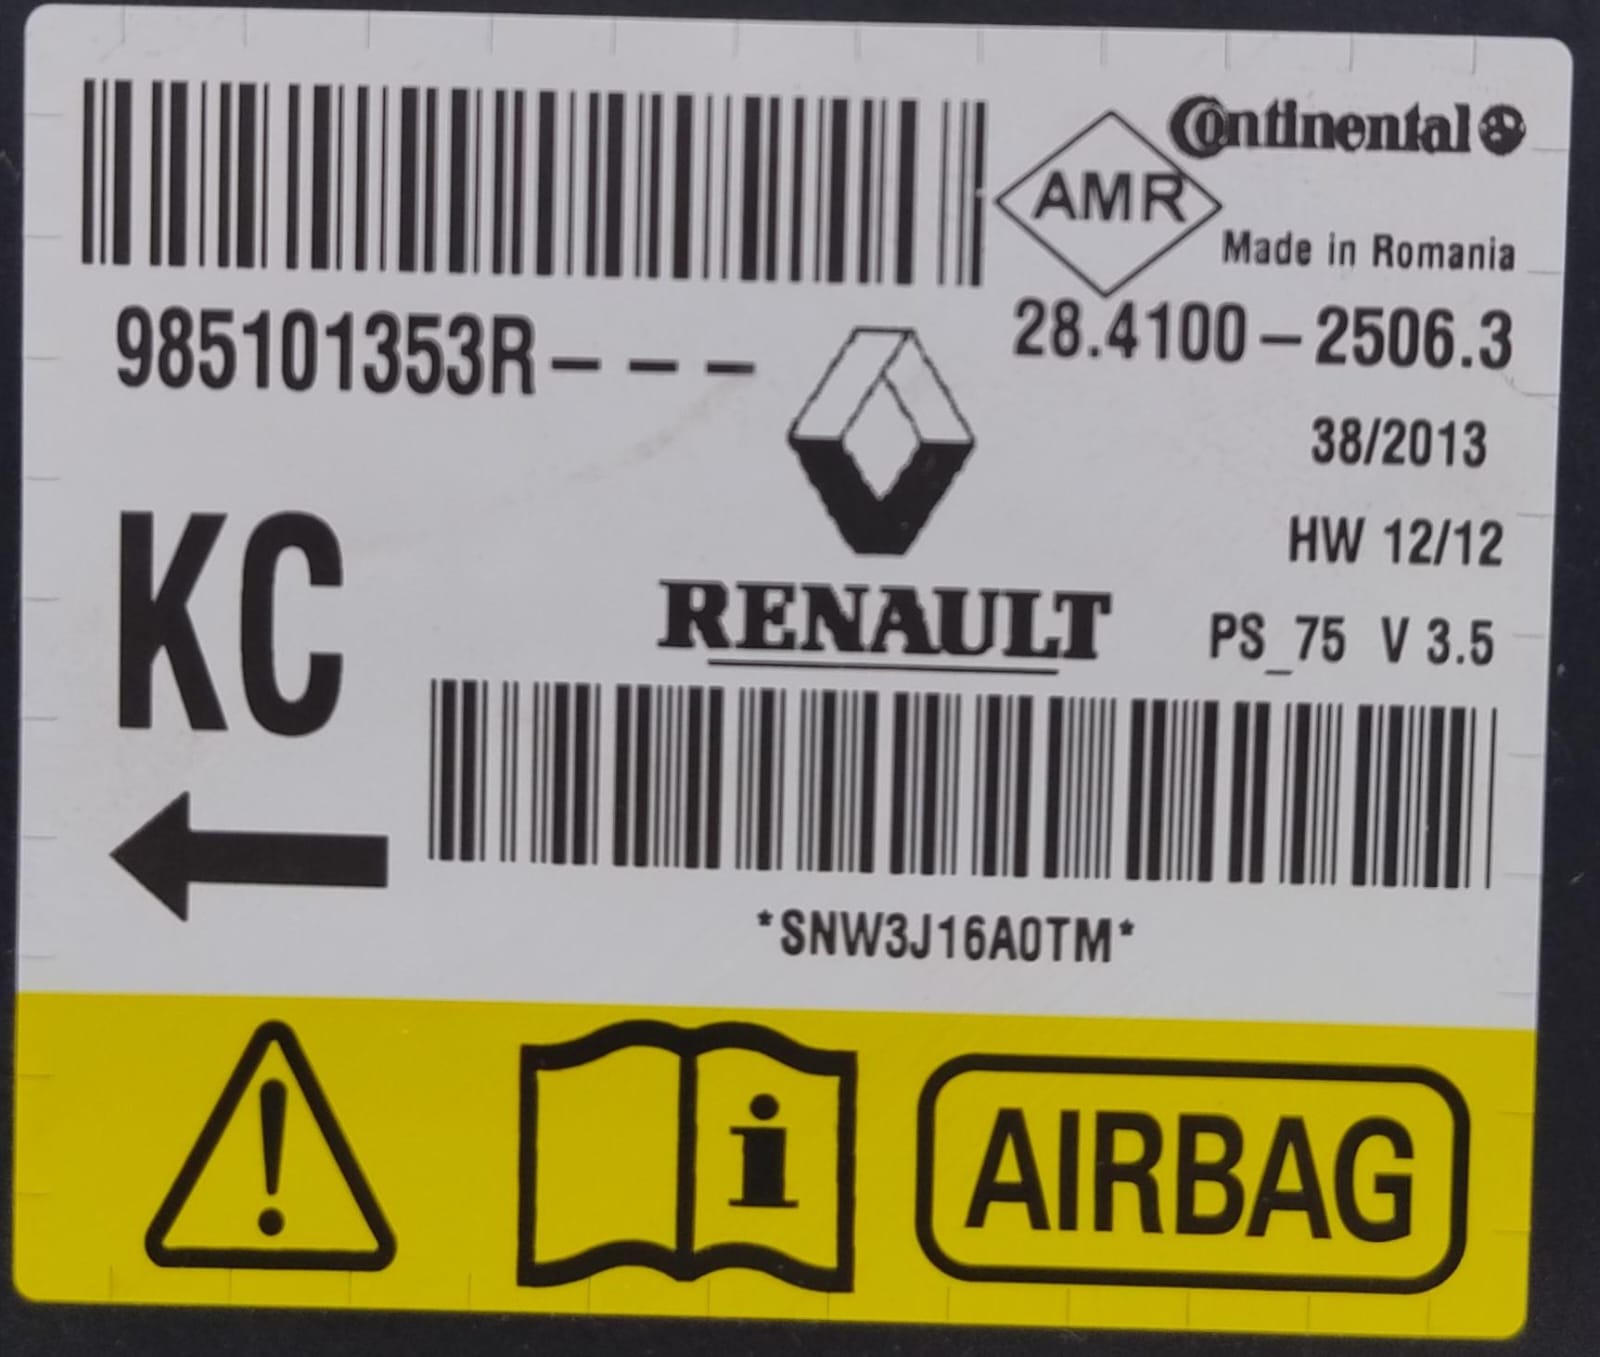 Continental
AMR
Made in Romania
985101353R---
28.4100-2506.3
38/2013
KC
HW 12/12
RENAULT
PS_75 V 3.5
*SNW3J16A0TM*
i
AIRBAG